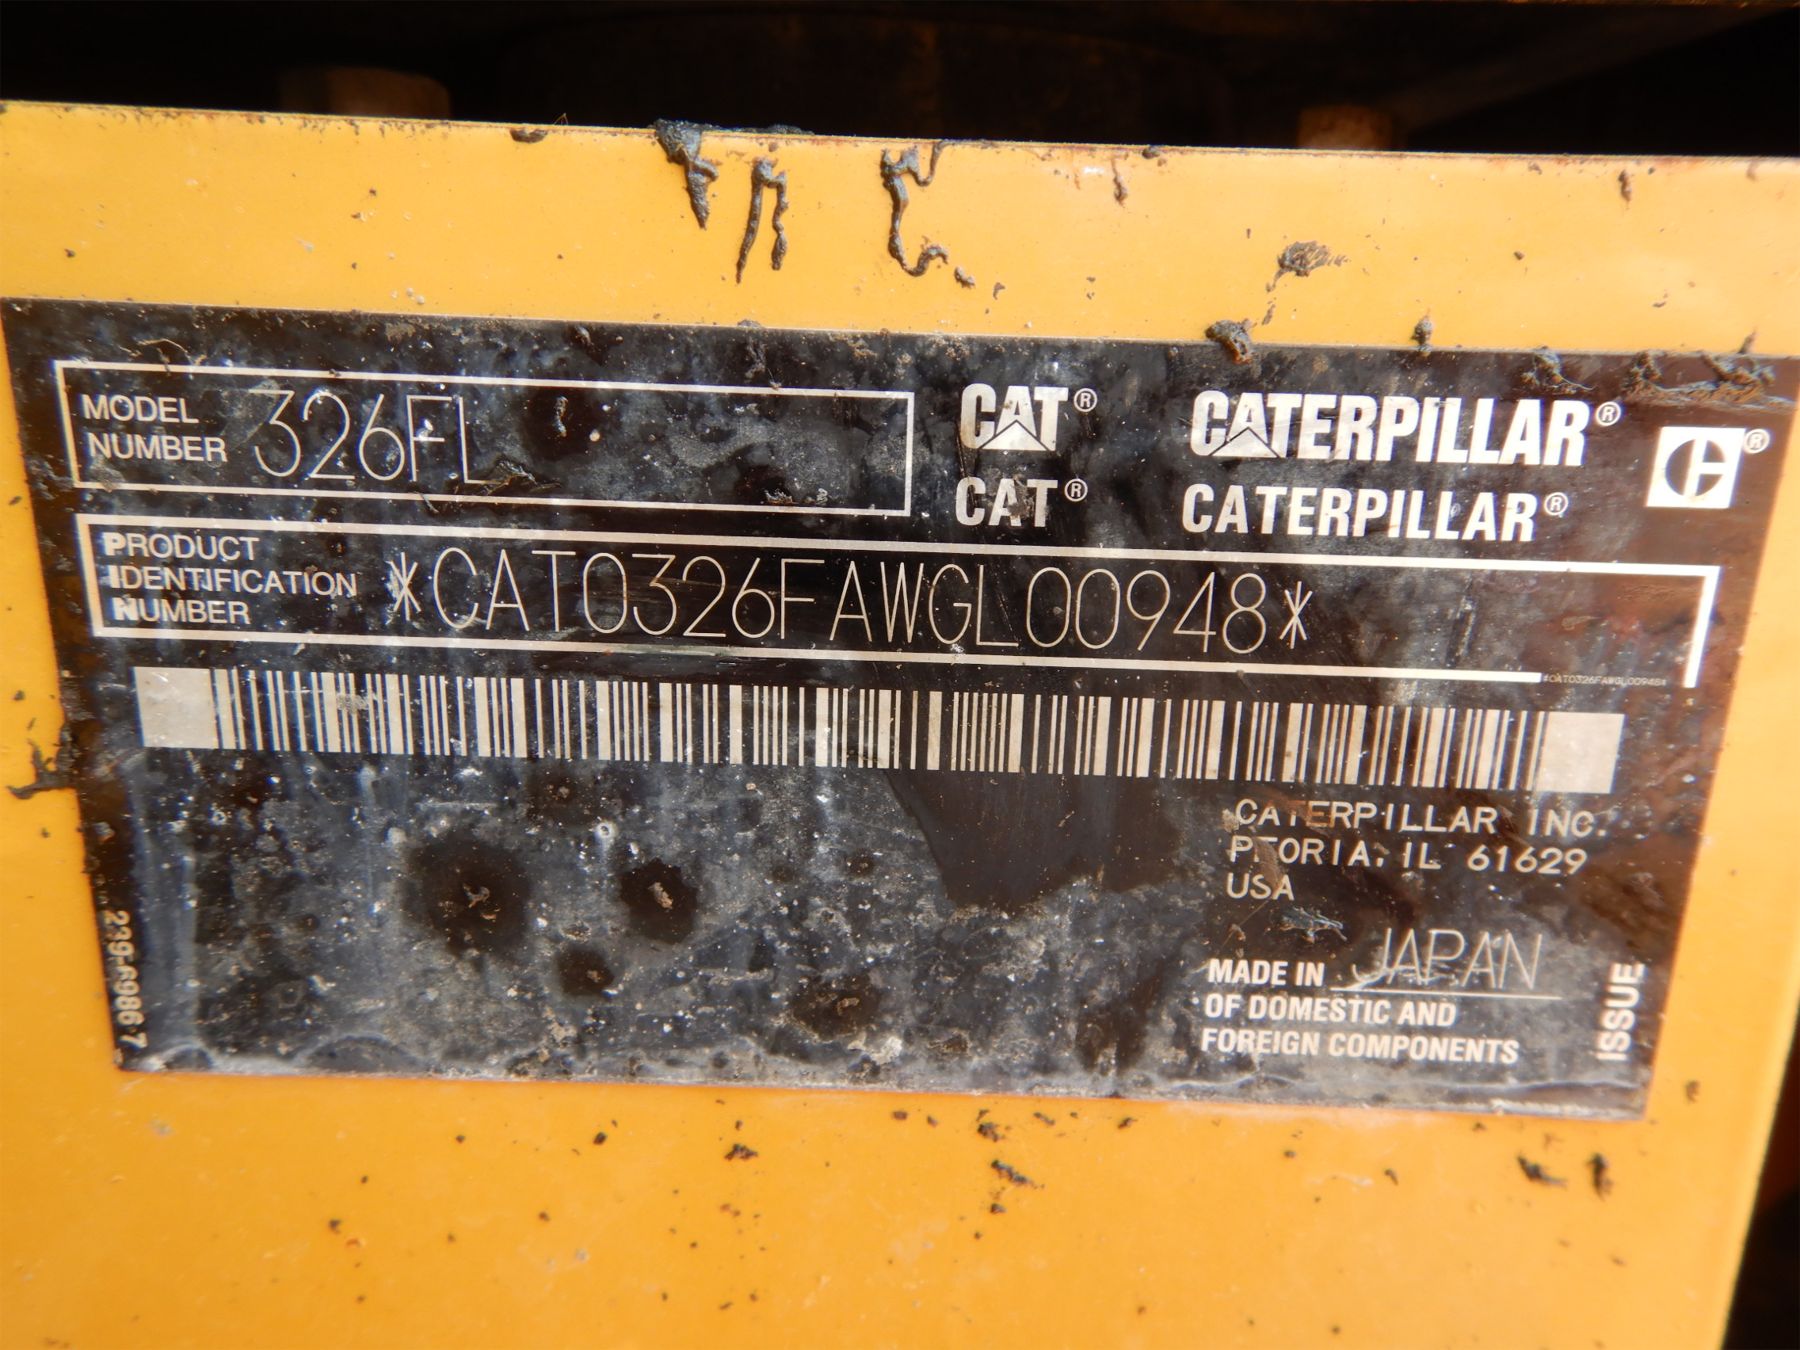 MODEL
NUMBER 326FL
CAT® CATERPILLAR®
CAT® CATERPILLAR®
PRODUCT
IDENTIFICATION
NUMBER
*CAT0326FAWGL00948*
*CAT0326FAWGL00948*
CATERPILLAR INC.
PEORIA, IL 61629
USA
MADE IN JAPAN
OF DOMESTIC AND
FOREIGN COMPONENTS
239-6986 7
ISSUE